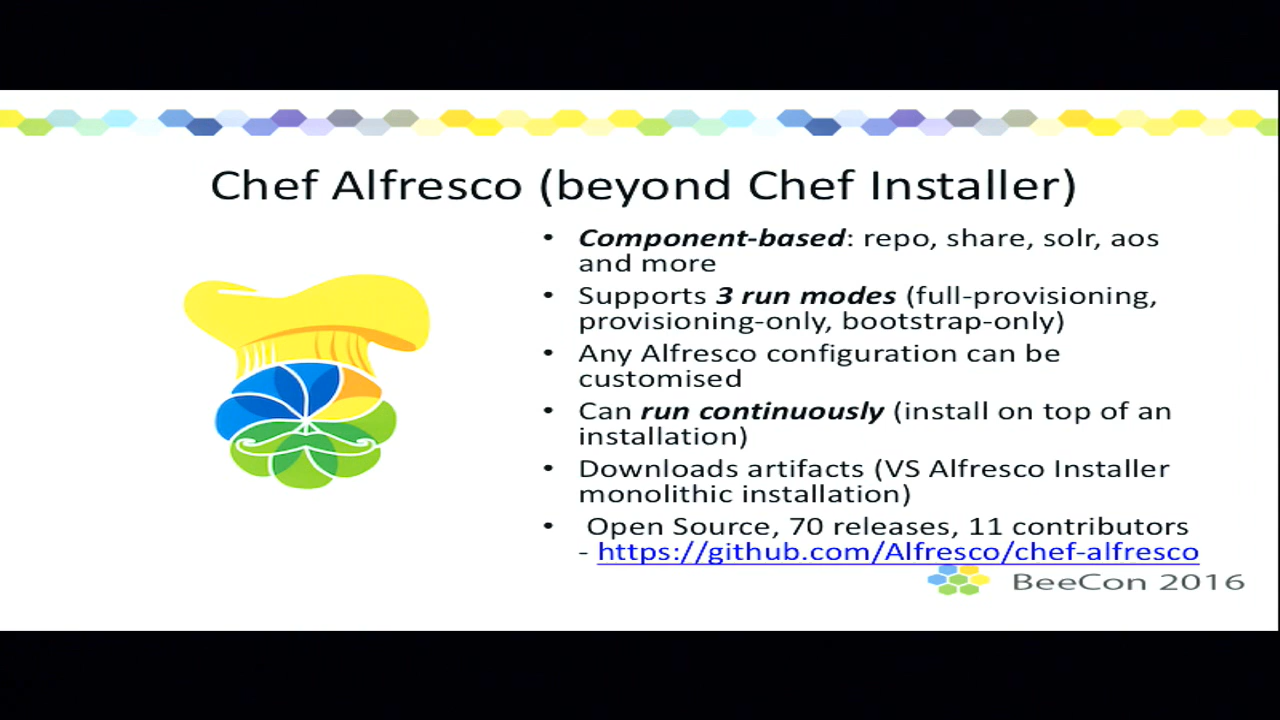 Chef Alfresco (beyond Chef Installer)
• Component-based: repo, share, solr, aos
and more
• Supports 3 run modes (full-provisioning,
provisioning-only, bootstrap-only)
• Any Alfresco configuration can be
customised
• Can run continuously (install on top of an
installation)
• Downloads artifacts (VS Alfresco Installer
monolithic installation)
• Open Source, 70 releases, 11 contributors
- https://github.com/Alfresco/chef-alfresco
BeeCon 2016